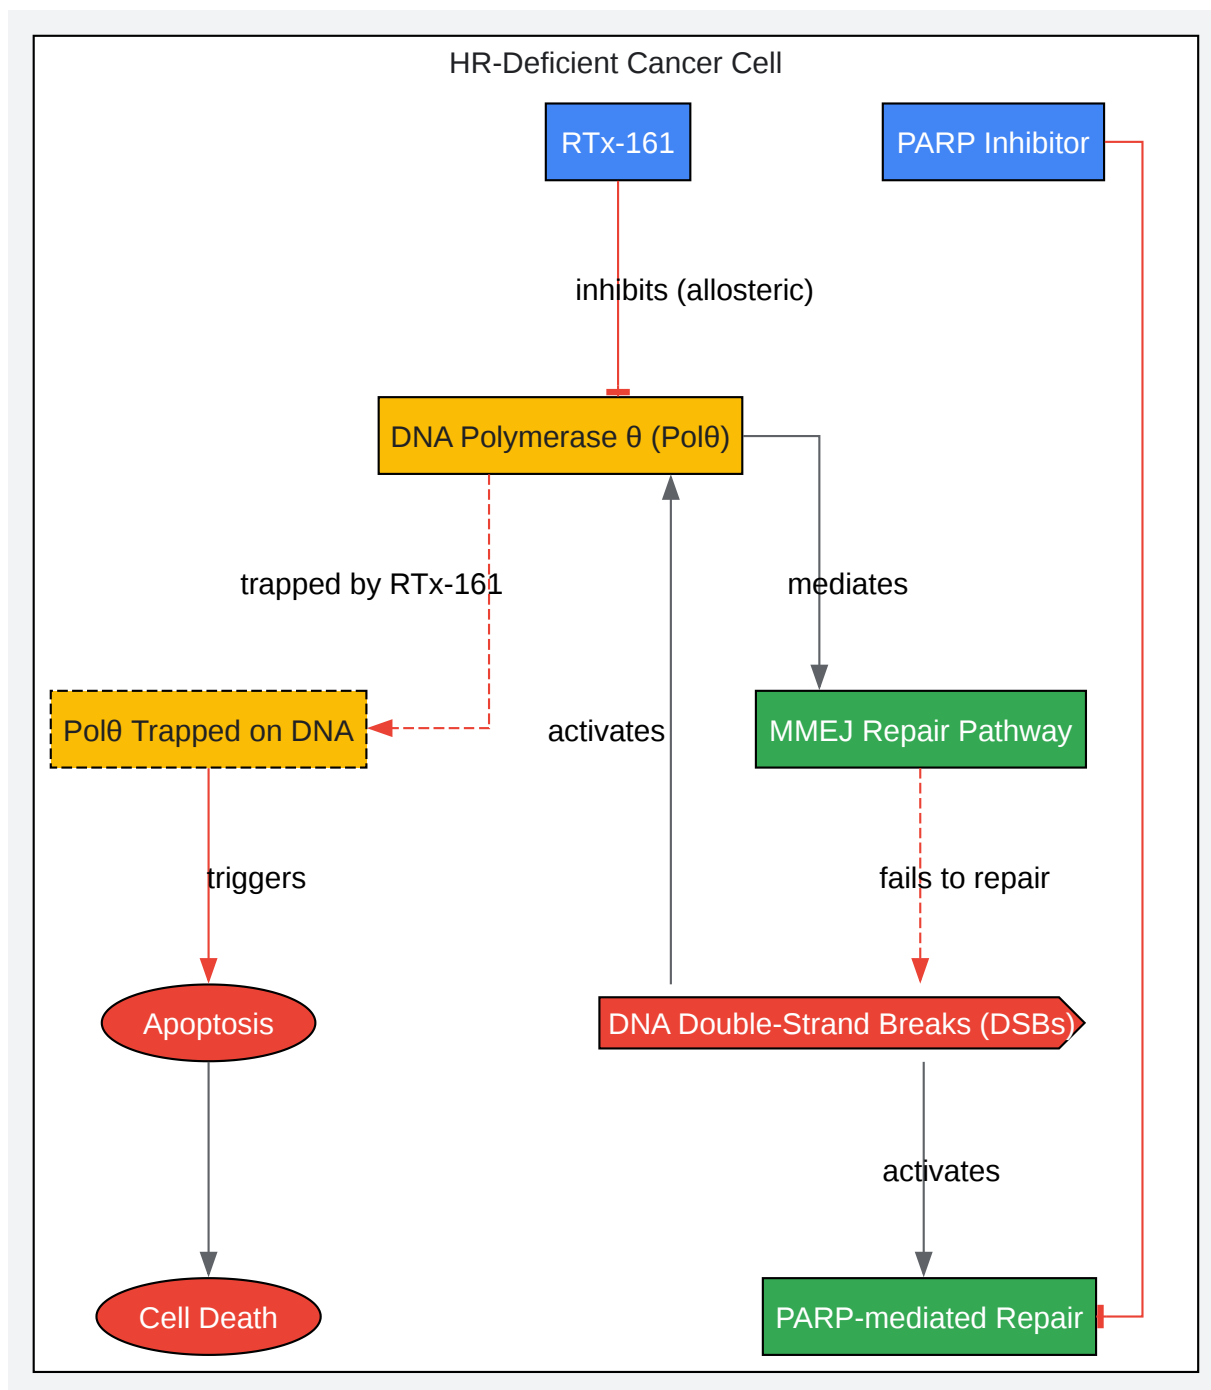 HR-Deficient Cancer Cell
RTx-161
PARP Inhibitor
inhibits (allosteric)
DNA Polymerase θ (Polθ)
trapped by RTx-161
mediates
Polθ Trapped on DNA
activates
MMEJ Repair Pathway
triggers
fails to repair
Apoptosis
DNA Double-Strand Breaks (DSBs)
activates
Cell Death
PARP-mediated Repair